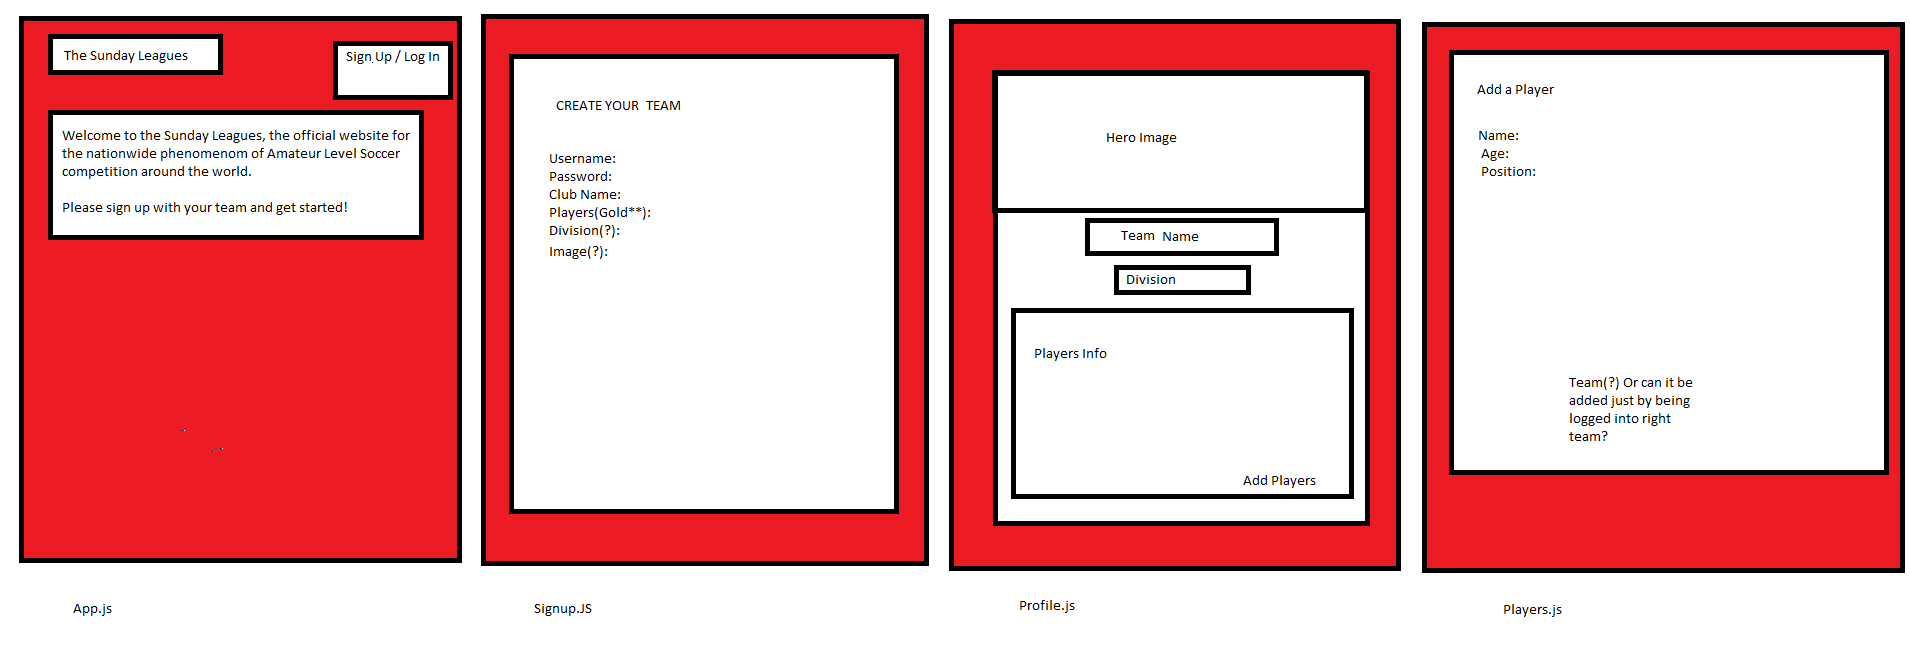 The Sunday Leagues
Sign Up / Log In
Welcome to the Sunday Leagues, the official website for
the nationwide phenomenom of Amateur Level Soccer
competition around the world.
Please sign up with your team and get started!
App.js
CREATE YOUR TEAM
Username:
Password:
Club Name:
Players(Gold**):
Division(?):
Image(?):
Signup.JS
Hero Image
Team Name
Division
Players Info
Add Players
Profile.js
Add a Player
Name:
Age:
Position:
Team(?) Or can it be
added just by being
logged into right
team?
Players.js